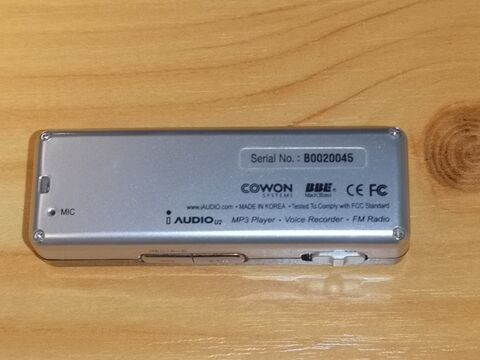 Serial No. : B0020045
COWON BBE CE FC
SYSTEMS Mach3Bass
www.iAUDIO.com • MADE IN KOREA • Tested To Comply with FCC Standard
MIC
i AUDIO U2 MP3 Player • Voice Recorder • FM Radio